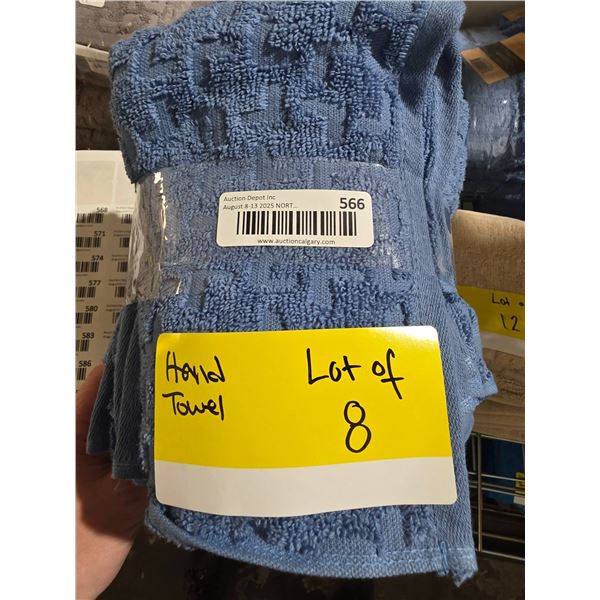 Auction Depot Inc
August 8-13 2025 NORT...
566
www.auctioncalgary.com
Hand
Towel
Lot of
8
568
571
574
577
580
583
586
Lot o
12